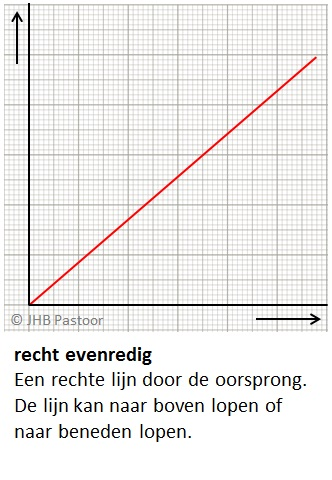 © JHB Pastoor
recht evenredig
Een rechte lijn door de oorsprong.
De lijn kan naar boven lopen of
naar beneden lopen.